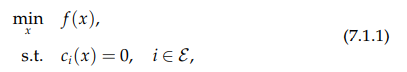 min f(x),
x
s.t. cᵢ(x) = 0, i ∈ ℰ,
(7.1.1)